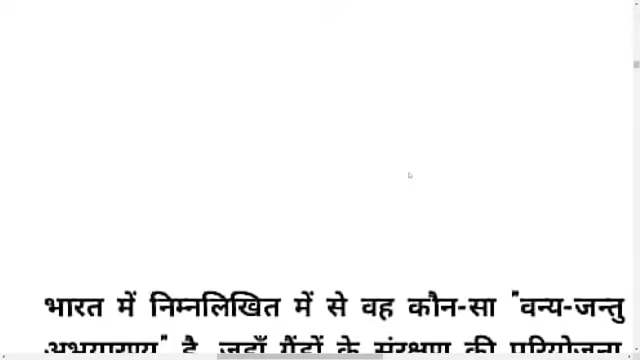 भारत में निम्नलिखित में से वह कौन-सा "वन्य-जन्तु
अभयारण्य" है, जहाँ गैंडों के संरक्षण की परियोजना